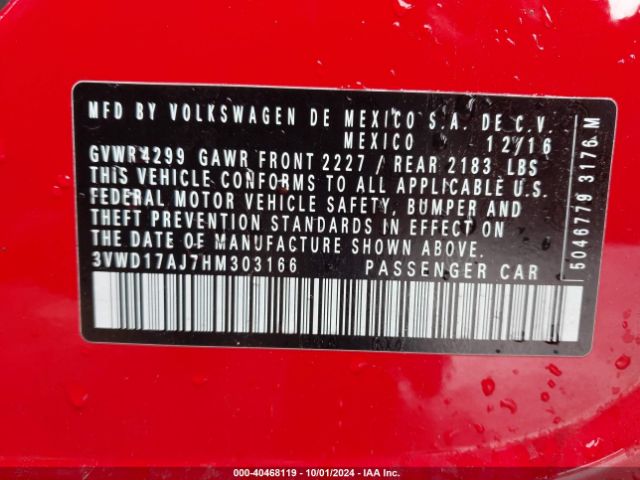 MFD BY VOLKSWAGEN DE MEXICO S.A. DE C.V.
MEXICO 12/16
GVWR 4299 GAWR FRONT 2227 / REAR 2183 LBS
THIS VEHICLE CONFORMS TO ALL APPLICABLE U.S.
FEDERAL MOTOR VEHICLE SAFETY, BUMPER AND
THEFT PREVENTION STANDARDS IN EFFECT ON
THE DATE OF MANUFACTURE SHOWN ABOVE.
3VWD17AJ7HM303166 PASSENGER CAR
5046779 3176 M
000-40468119 - 10/01/2024 - IAAI.COM